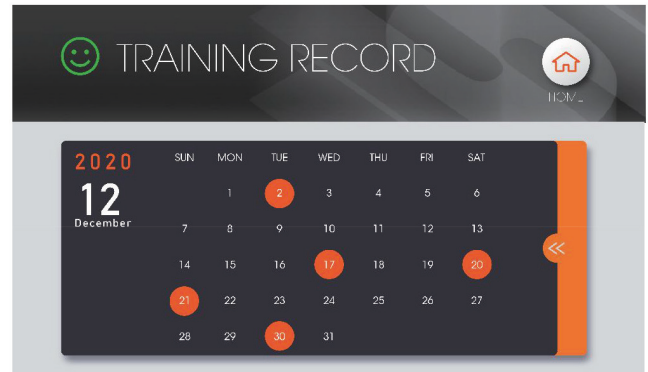 TRAINING RECORD
HOME
2020
12
December
SUN MON TUE WED THU FRI SAT
1 2 3 4 5 6
7 8 9 10 11 12 13
14 15 16 17 18 19 20
21 22 23 24 25 26 27
28 29 30 31